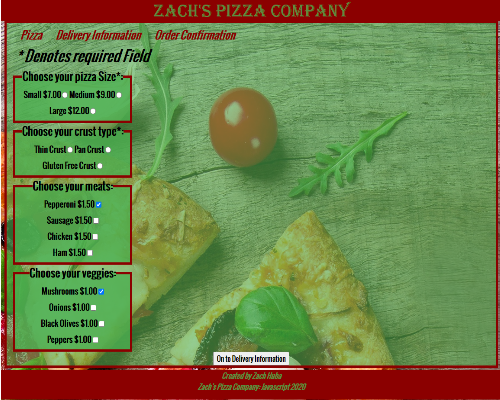 ZACH'S PIZZA COMPANY
Pizza Delivery Information Order Confirmation
* Denotes required Field
Choose your pizza Size*:
Small $7.00 Medium $9.00
Large $12.00
Choose your crust type*:
Thin Crust Pan Crust
Gluten Free Crust
Choose your meats:
Pepperoni $1.50
Sausage $1.50
Chicken $1.50
Ham $1.50
Choose your veggies:
Mushrooms $1.00
Onions $1.00
Black Olives $1.00
Peppers $1.00
On to Delivery Information
Created by Zach Huha
Zach's Pizza Company: Javascript 2020